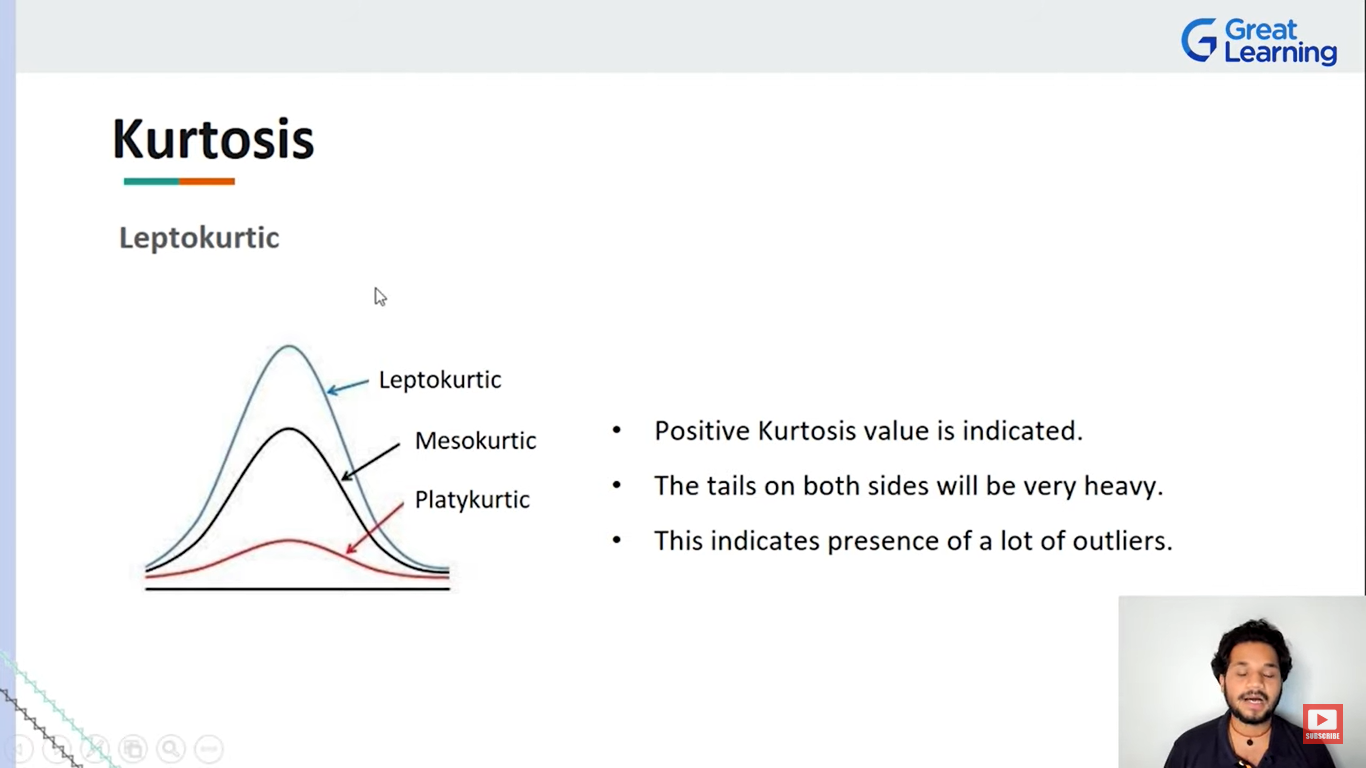 Great
Learning
Kurtosis
Leptokurtic
Leptokurtic
Mesokurtic
Platykurtic
• Positive Kurtosis value is indicated.
• The tails on both sides will be very heavy.
• This indicates presence of a lot of outliers.
SUBSCRIBE